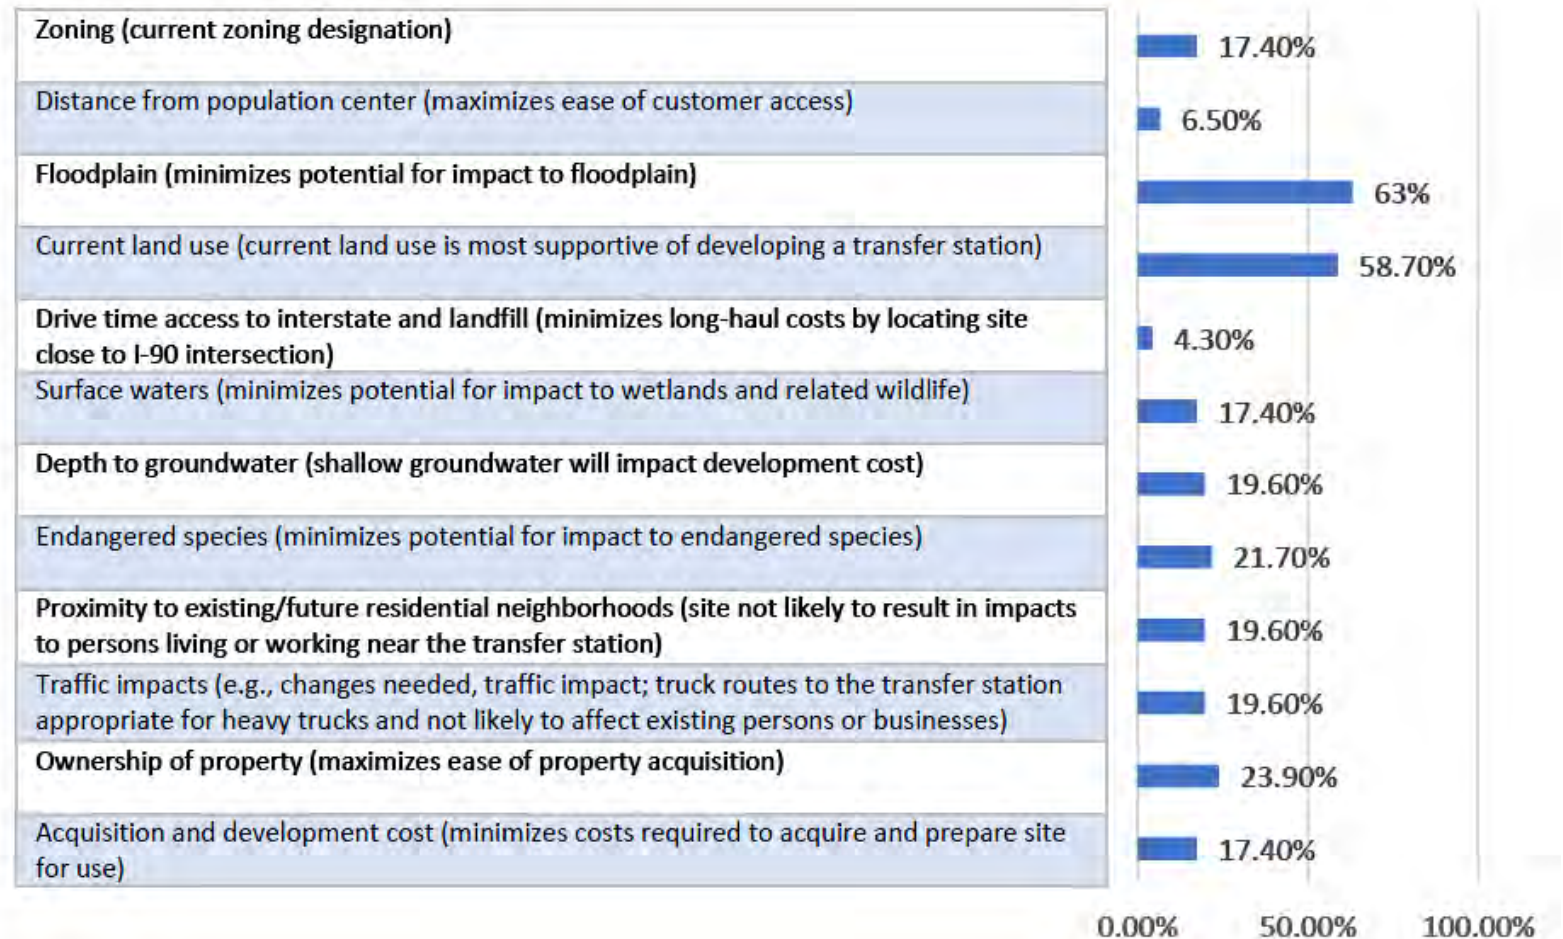 Zoning (current zoning designation)
17.40%
Distance from population center (maximizes ease of customer access)
6.50%
Floodplain (minimizes potential for impact to floodplain)
63%
Current land use (current land use is most supportive of developing a transfer station)
58.70%
Drive time access to interstate and landfill (minimizes long-haul costs by locating site
close to I-90 intersection)
4.30%
Surface waters (minimizes potential for impact to wetlands and related wildlife)
17.40%
Depth to groundwater (shallow groundwater will impact development cost)
19.60%
Endangered species (minimizes potential for impact to endangered species)
21.70%
Proximity to existing/future residential neighborhoods (site not likely to result in impacts
to persons living or working near the transfer station)
19.60%
Traffic impacts (e.g., changes needed, traffic impact; truck routes to the transfer station
appropriate for heavy trucks and not likely to affect existing persons or businesses)
19.60%
Ownership of property (maximizes ease of property acquisition)
23.90%
Acquisition and development cost (minimizes costs required to acquire and prepare site
for use)
17.40%
0.00% 50.00% 100.00%